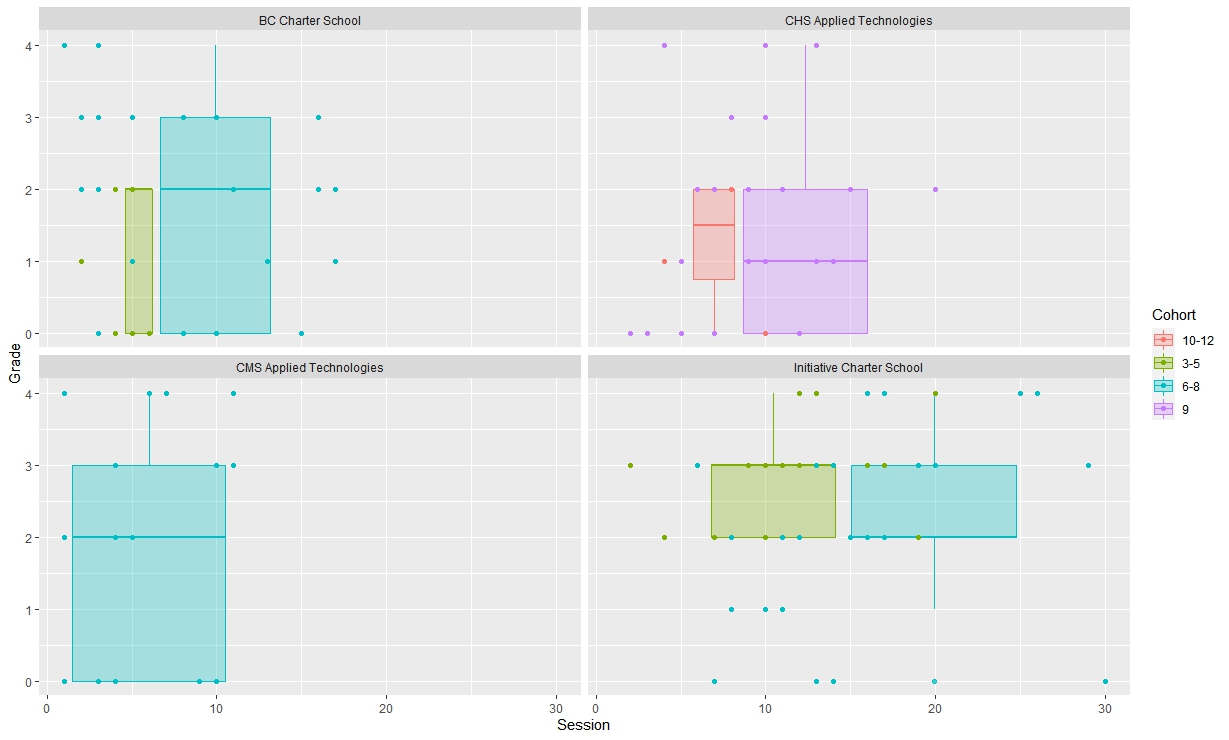 BC Charter School
CHS Applied Technologies
4
3
2
1
0
CMS Applied Technologies
Initiative Charter School
4
3
2
1
0
0 10 20 30
0 10 20 30
Session
Grade
Cohort
10-12
3-5
6-8
9